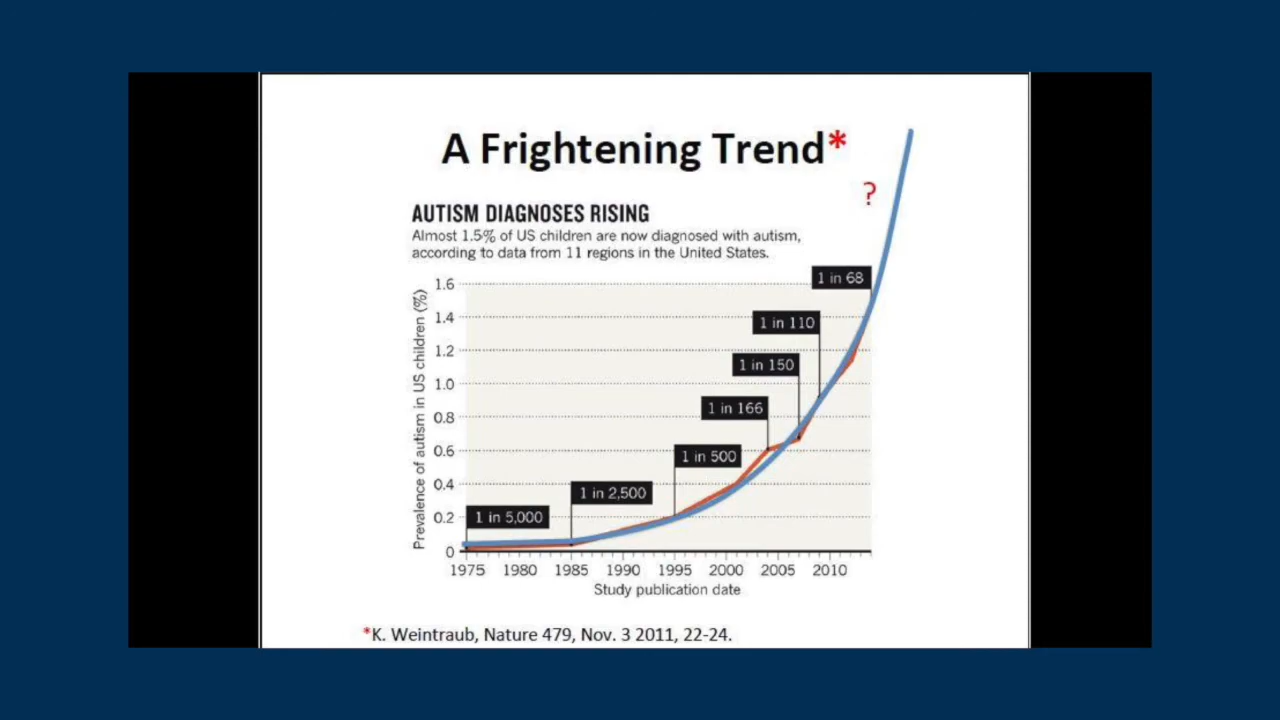 A Frightening Trend*
?
AUTISM DIAGNOSES RISING
Almost 1.5% of US children are now diagnosed with autism,
according to data from 11 regions in the United States.
Prevalence of autism in US children (%)
1.6
1.4
1.2
1.0
0.8
0.6
0.4
0.2
0
1 in 68
1 in 110
1 in 150
1 in 166
1 in 500
1 in 2,500
1 in 5,000
1975 1980 1985 1990 1995 2000 2005 2010
Study publication date
*K. Weintraub, Nature 479, Nov. 3 2011, 22-24.